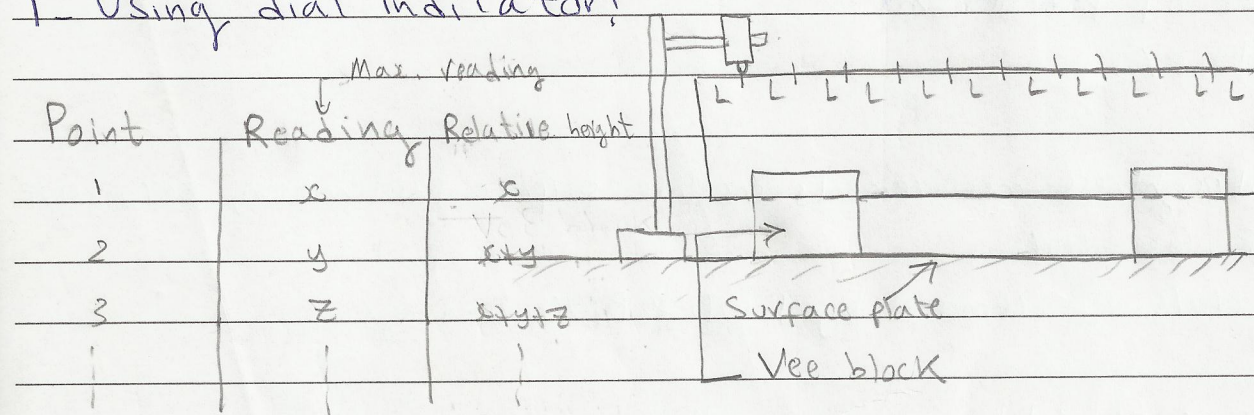 1- Using dial indicator:
Max. reading
L L L L L L L L L L
Point Reading Relative height
1 x x
2 y x+y
3 z x+y+z
Surface plate
Vee block